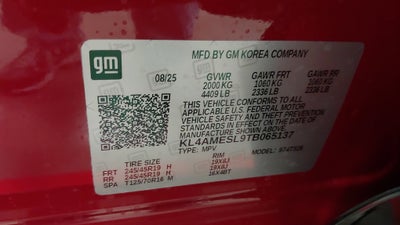 MFD BY GM KOREA COMPANY
gm
08/25 GVWR GAWR FRT GAWR RR
2000 KG 1060 KG 1060 KG
4409 LB 2336 LB 2336 LB
THIS VEHICLE CONFORMS TO ALL
APPLICABLE U.S. FEDERAL MOTOR
VEHICLE SAFETY AND THEFT
PREVENTION STANDARDS IN EFFECT
ON THE DATE OF
MANUFACTURE SHOWN ABOVE.
KL4AMESL9TB065137
TYPE: MPV
TIRE SIZE RIM
FRT 245/45R19 H 19X8J
RR 245/45R19 H 19X8J
SPA T125/70R16 M 16X4BT